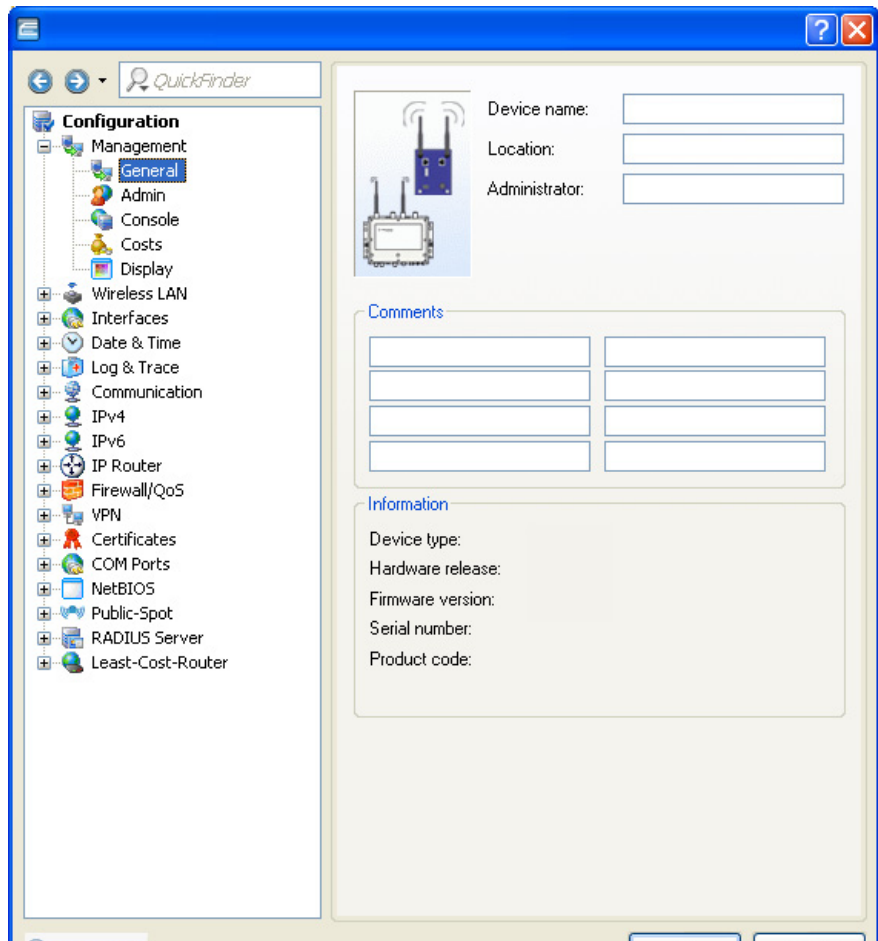 QuickFinder
Configuration
Management
General
Admin
Console
Costs
Display
Wireless LAN
Interfaces
Date & Time
Log & Trace
Communication
IPv4
IPv6
IP Router
Firewall/QoS
VPN
Certificates
COM Ports
NetBIOS
Public-Spot
RADIUS Server
Least-Cost-Router
Device name:
Location:
Administrator:
Comments
Information
Device type:
Hardware release:
Firmware version:
Serial number:
Product code: